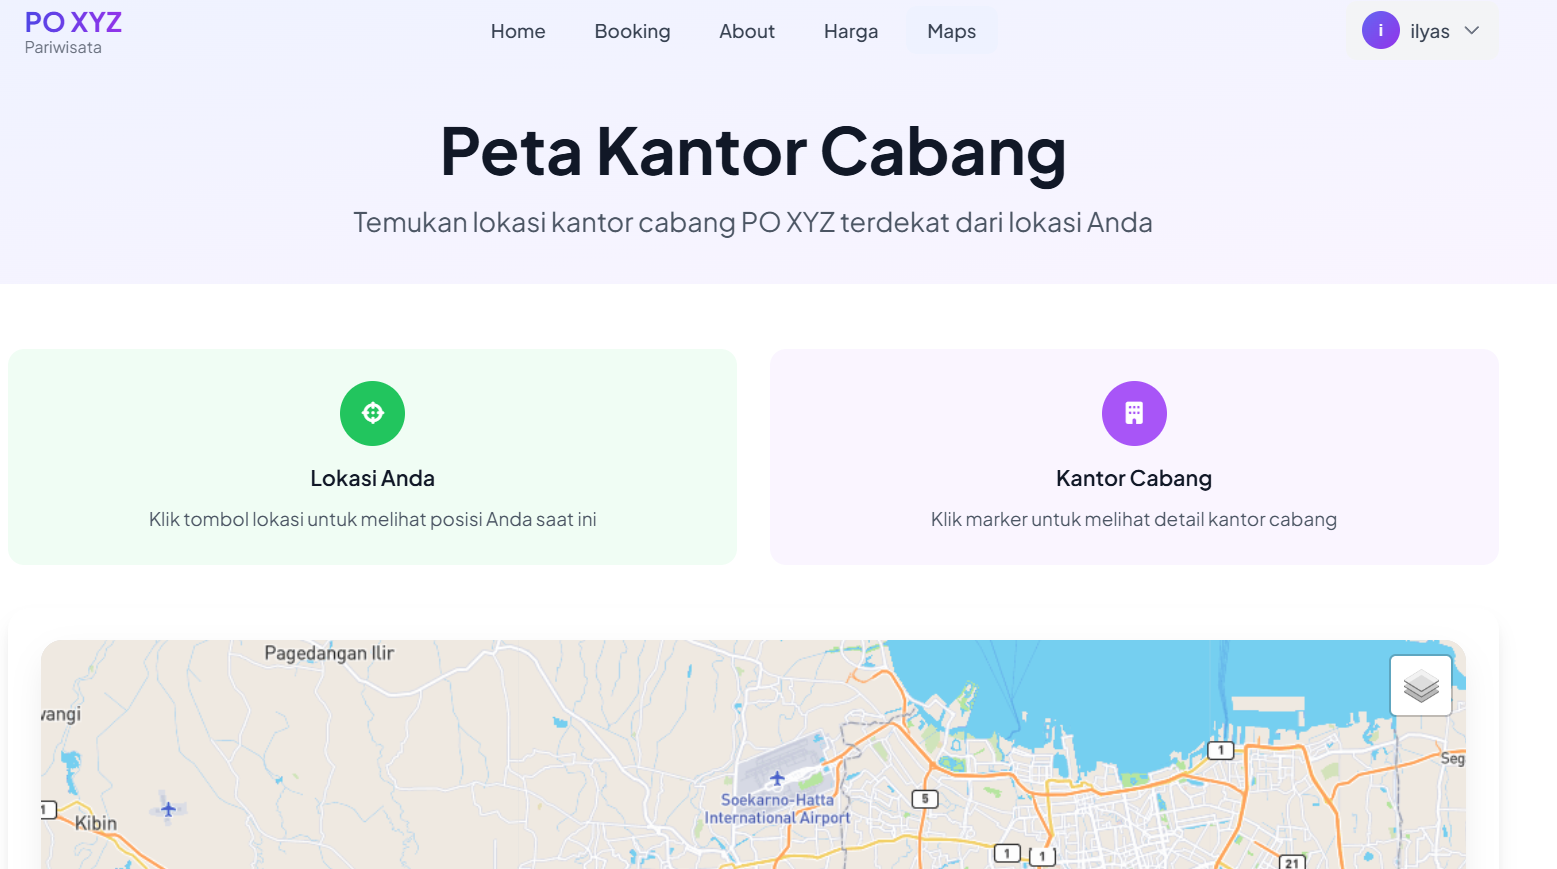 PO XYZ
Pariwisata
Home
Booking
About
Harga
Maps
i
ilyas
Peta Kantor Cabang
Temukan lokasi kantor cabang PO XYZ terdekat dari lokasi Anda
Lokasi Anda
Klik tombol lokasi untuk melihat posisi Anda saat ini
Kantor Cabang
Klik marker untuk melihat detail kantor cabang
Pagedangan Ilir
vangi
1
Seg
Soekarno-Hatta
International Airport
5
1
Kibin
1
1
21